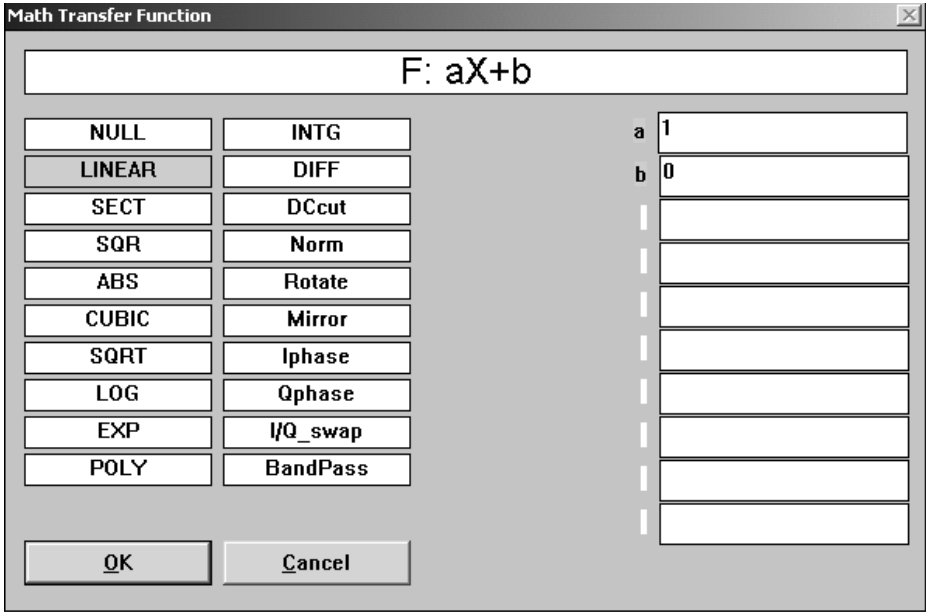 Math Transfer Function
F: aX+b
NULL INTG a 1
LINEAR DIFF b 0
SECT DCcut
SQR Norm
ABS Rotate
CUBIC Mirror
SQRT Iphase
LOG Qphase
EXP I/Q_swap
POLY BandPass
OK Cancel